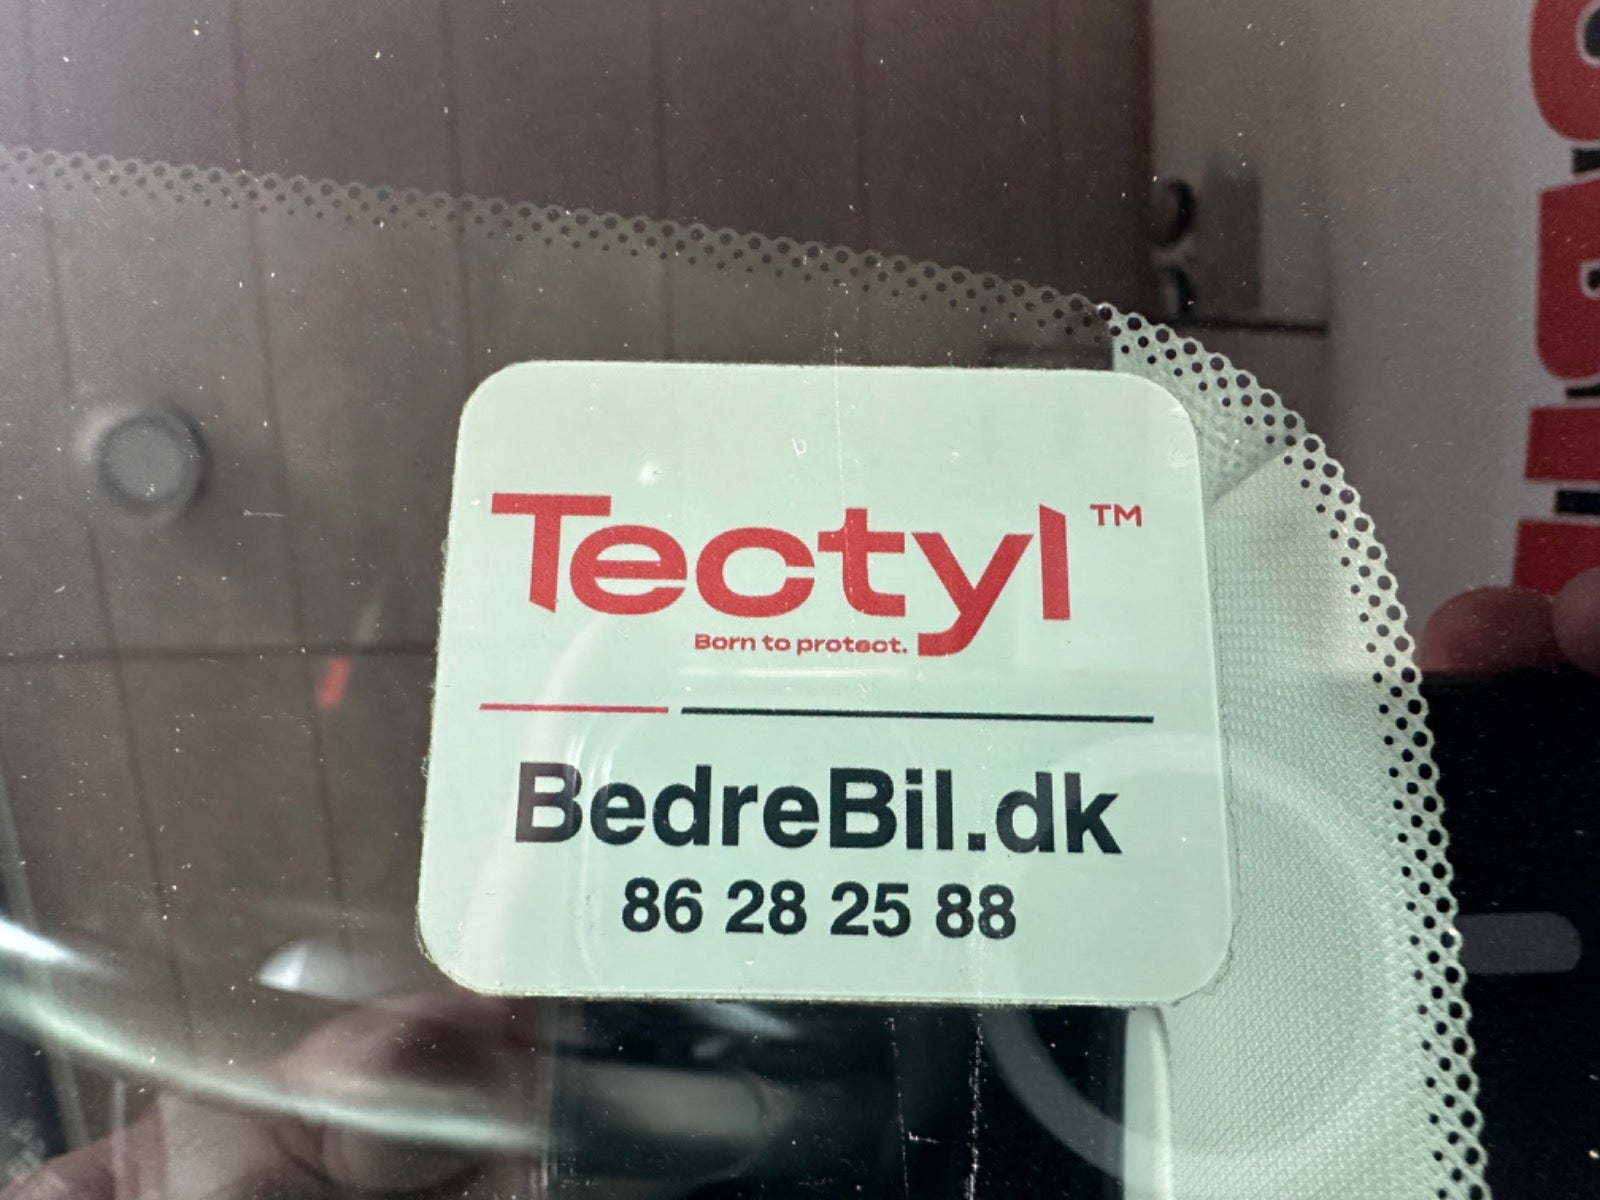 Tectyl™
Born to protect.
BedreBil.dk
86 28 25 88